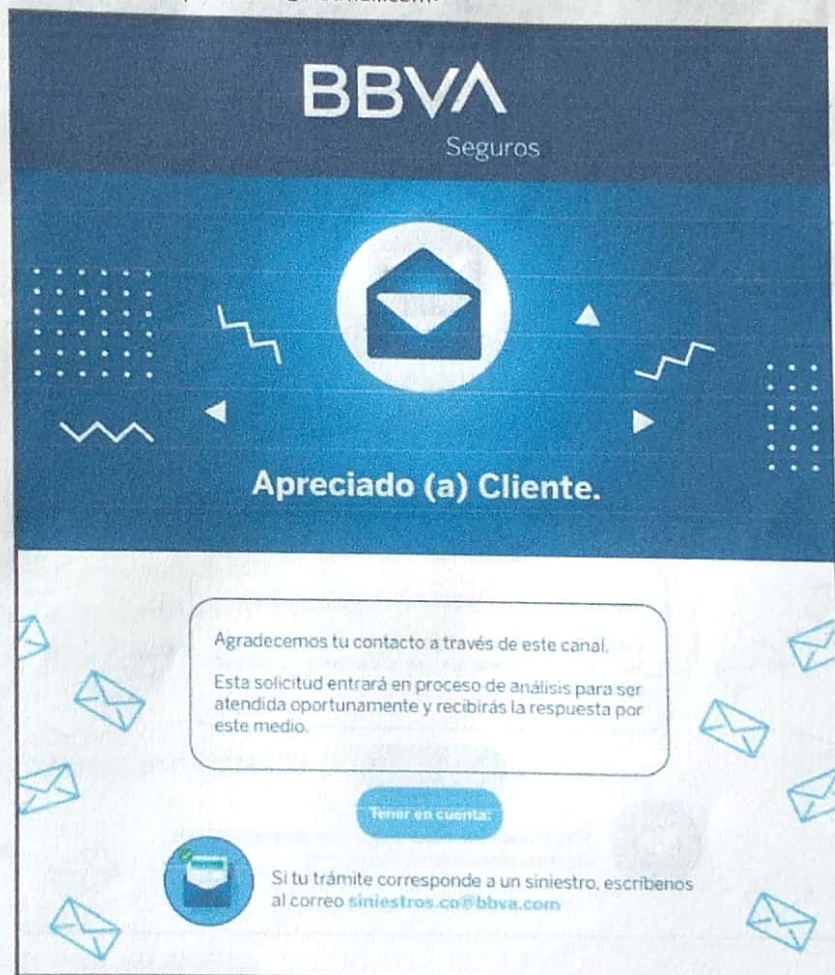 BBVA
Seguros
Apreciado (a) Cliente.
Agradecemos tu contacto a través de este canal.
Esta solicitud entrará en proceso de análisis para ser
atendida oportunamente y recibirás la respuesta por
este medio.
Tener en cuenta:
Si tu trámite corresponde a un siniestro, escríbenos
al correo siniestros.co@bbva.com